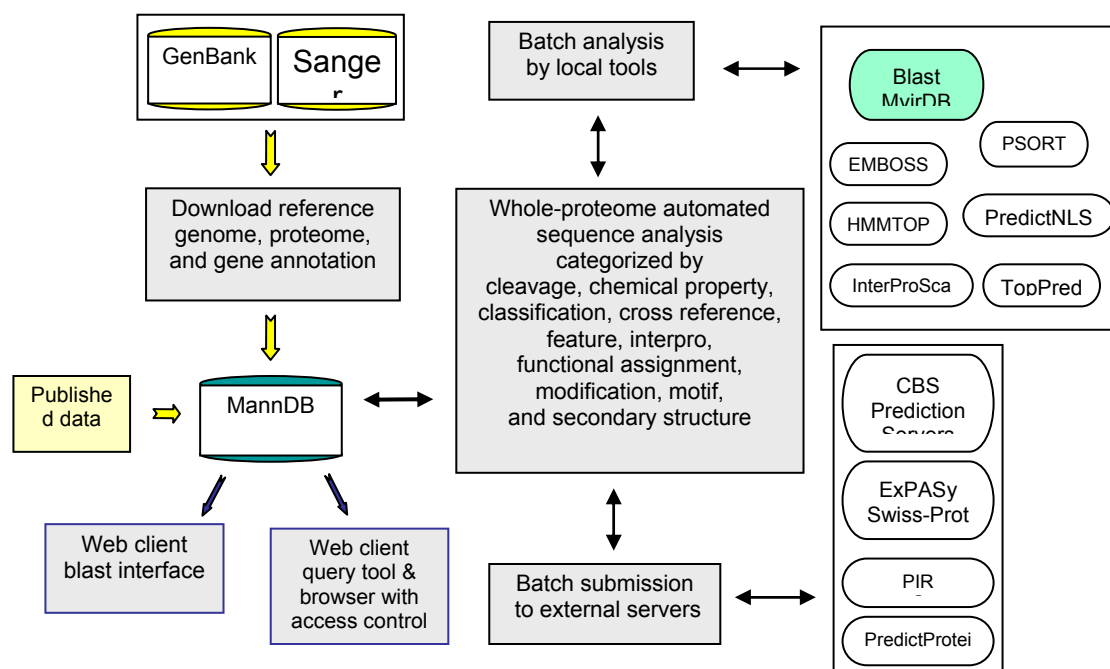 GenBank
Sange
r
Download reference
genome, proteome,
and gene annotation
Publishe
d data
MannDB
Web client
blast interface
Web client
query tool &
browser with
access control
Batch analysis
by local tools
Whole-proteome automated
sequence analysis
categorized by
cleavage, chemical property,
classification, cross reference,
feature, interpro,
functional assignment,
modification, motif,
and secondary structure
Batch submission
to external servers
Blast
MvirDB
PSORT
EMBOSS
HMMTOP
PredictNLS
InterProSca
TopPred
CBS
Prediction
Servers
ExPASy
Swiss-Prot
PIR
PredictProtei